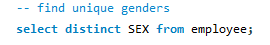 -- find unique genders
select distinct SEX from employee;